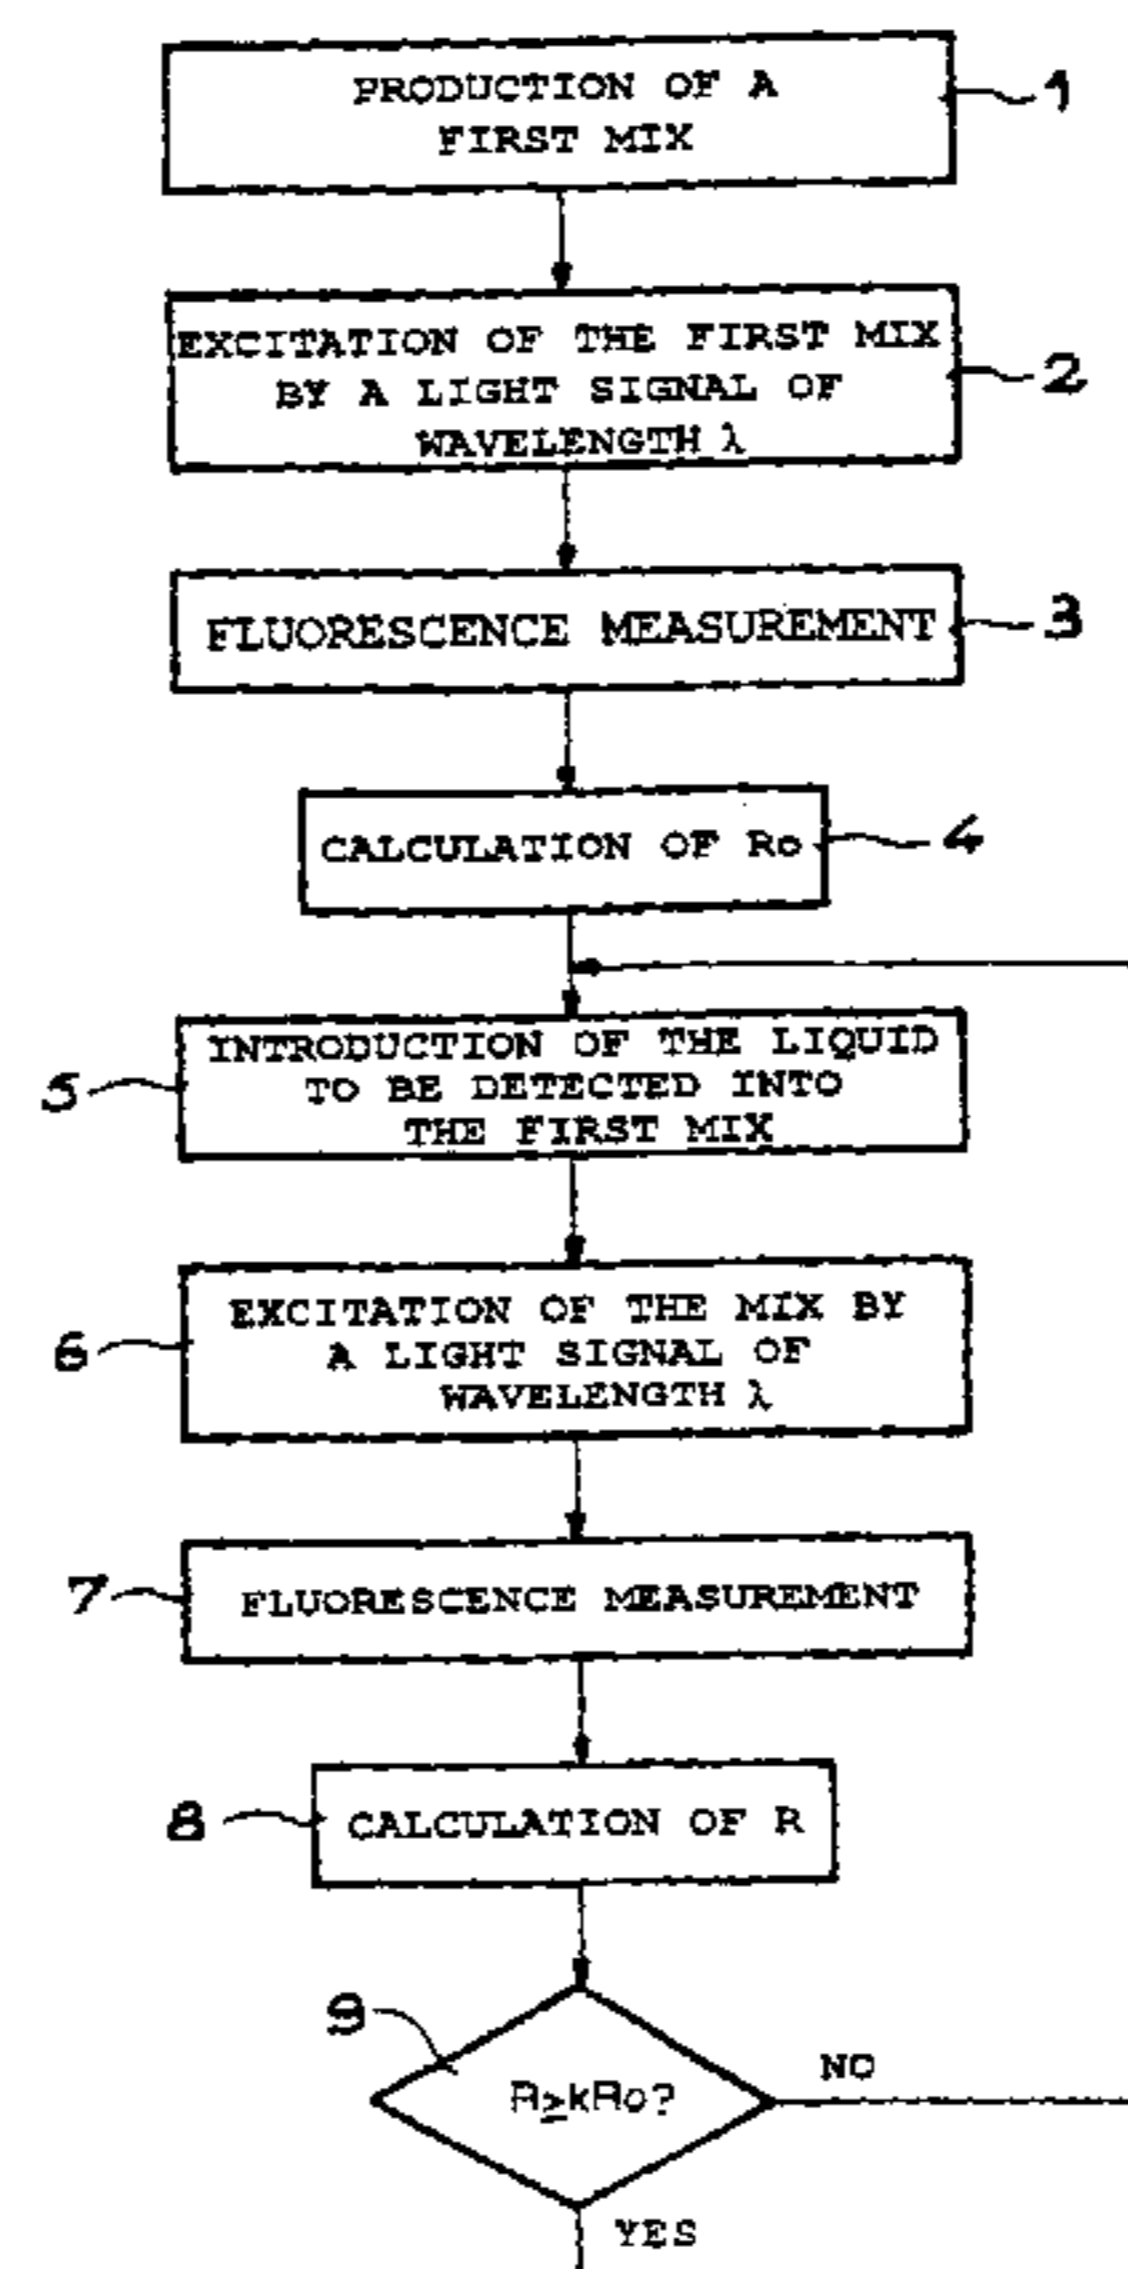 PRODUCTION OF A
FIRST MIX
1
EXCITATION OF THE FIRST MIX
BY A LIGHT SIGNAL OF
WAVELENGTH λ
2
FLUORESCENCE MEASUREMENT
3
CALCULATION OF Ro
4
INTRODUCTION OF THE LIQUID
TO BE DETECTED INTO
THE FIRST MIX
5
EXCITATION OF THE MIX BY
A LIGHT SIGNAL OF
WAVELENGTH λ
6
FLUORESCENCE MEASUREMENT
7
CALCULATION OF R
8
9
R≥kRo?
NO
YES